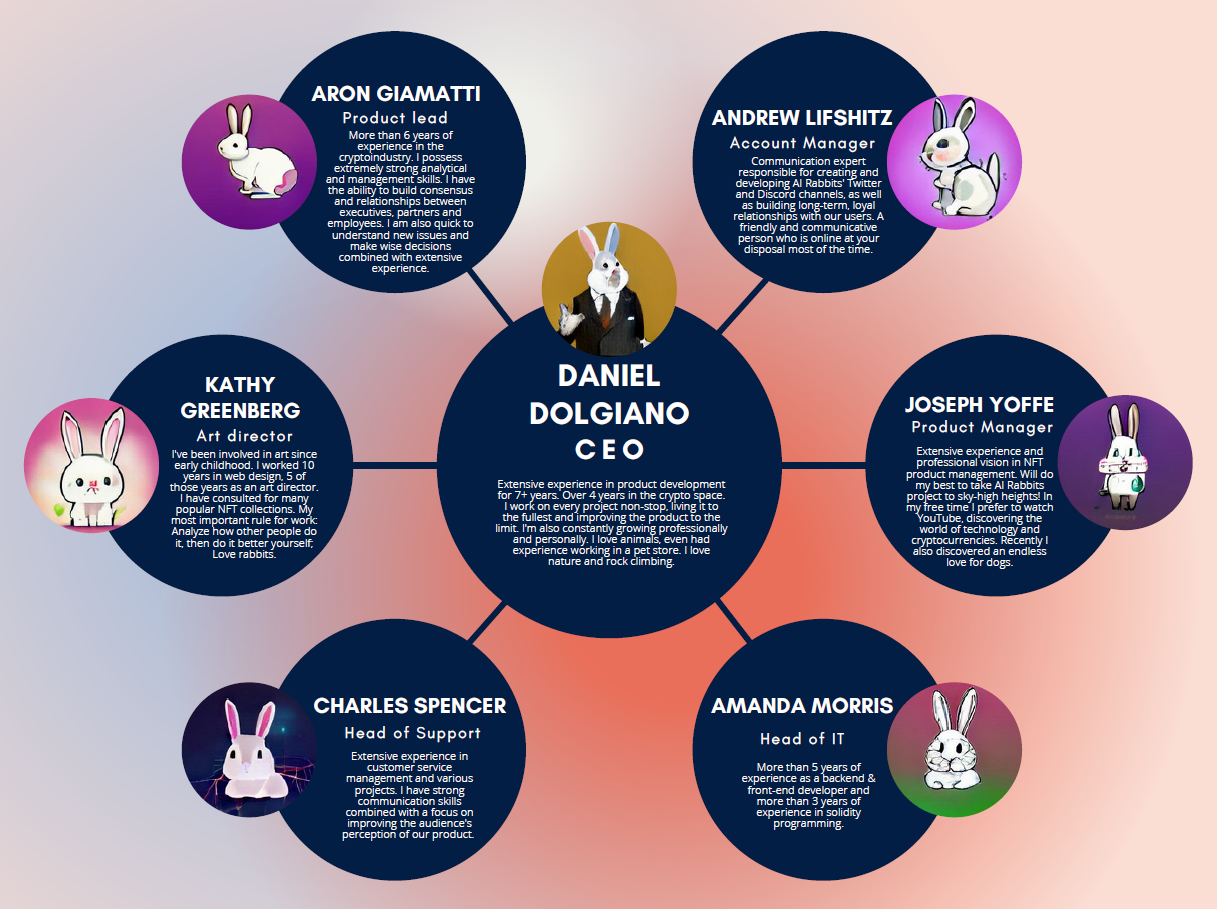 ARON GIAMATTI
Product lead
More than 6 years of
experience in the
cryptoindustry. I possess
extremely strong analytical
and management skills. I have
the ability to build consensus
and relationships between
executives, partners and
employees. I am also quick to
understand new issues and
make wise decisions
combined with extensive
experience.
ANDREW LIFSHITZ
Account Manager
Communication expert
responsible for creating and
developing AI Rabbits' Twitter
and Discord channels, as well
as building long-term, loyal
relationships with our users. A
friendly and communicative
person who is online at your
disposal most of the time.
KATHY
GREENBERG
Art director
I've been involved in art since
early childhood. I worked 10
years in web design, 5 of
those years as an art director.
I have consulted for many
popular NFT collections. My
most important rule for work:
Analyze how other people do
it, then do it better yourself;
Love rabbits.
DANIEL
DOLGIANO
CEO
Extensive experience in product development
for 7+ years. Over 4 years in the crypto space.
I work on every project non-stop, living it to
the fullest and improving the product to the
limit. I'm also constantly growing professionally
and personally. I love animals, even had
experience working in a pet store. I love
nature and rock climbing.
JOSEPH YOFFE
Product Manager
Extensive experience and
professional vision in NFT
product management. Will do
my best to take AI Rabbits
project to sky-high heights! In
my free time I prefer to watch
YouTube, discovering the
world of technology and
cryptocurrencies. Recently I
also discovered an endless
love for dogs.
CHARLES SPENCER
Head of Support
Extensive experience in
customer service
management and various
projects. I have strong
communication skills
combined with a focus on
improving the audience's
perception of our product.
AMANDA MORRIS
Head of IT
More than 5 years of
experience as a backend &
front-end developer and
more than 3 years of
experience in solidity
programming.